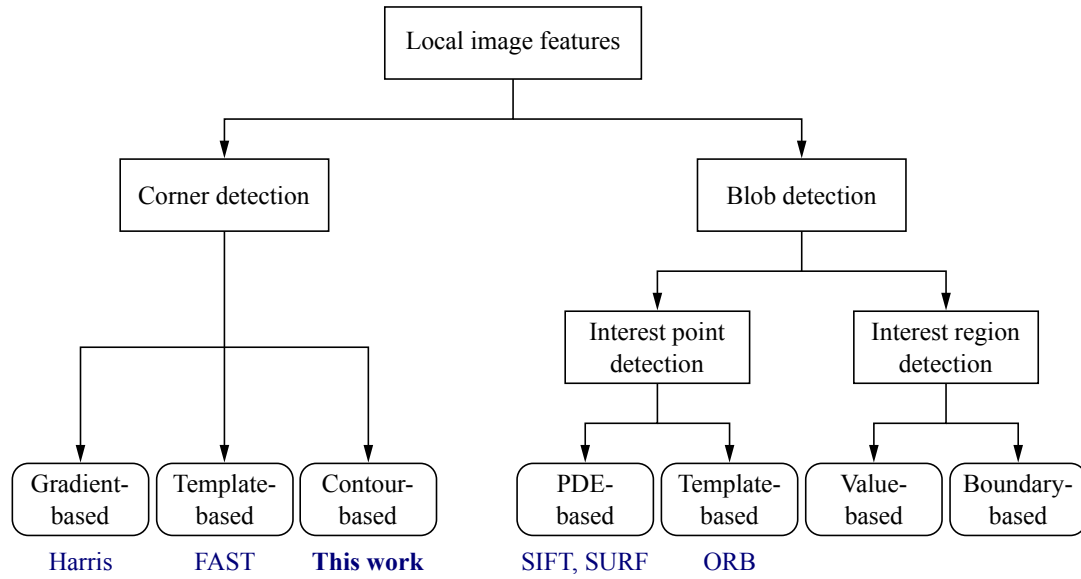 Local image features
Corner detection
Blob detection
Interest point
detection
Interest region
detection
Gradient-
based
Template-
based
Contour-
based
PDE-
based
Template-
based
Value-
based
Boundary-
based
Harris
FAST
This work
SIFT, SURF
ORB